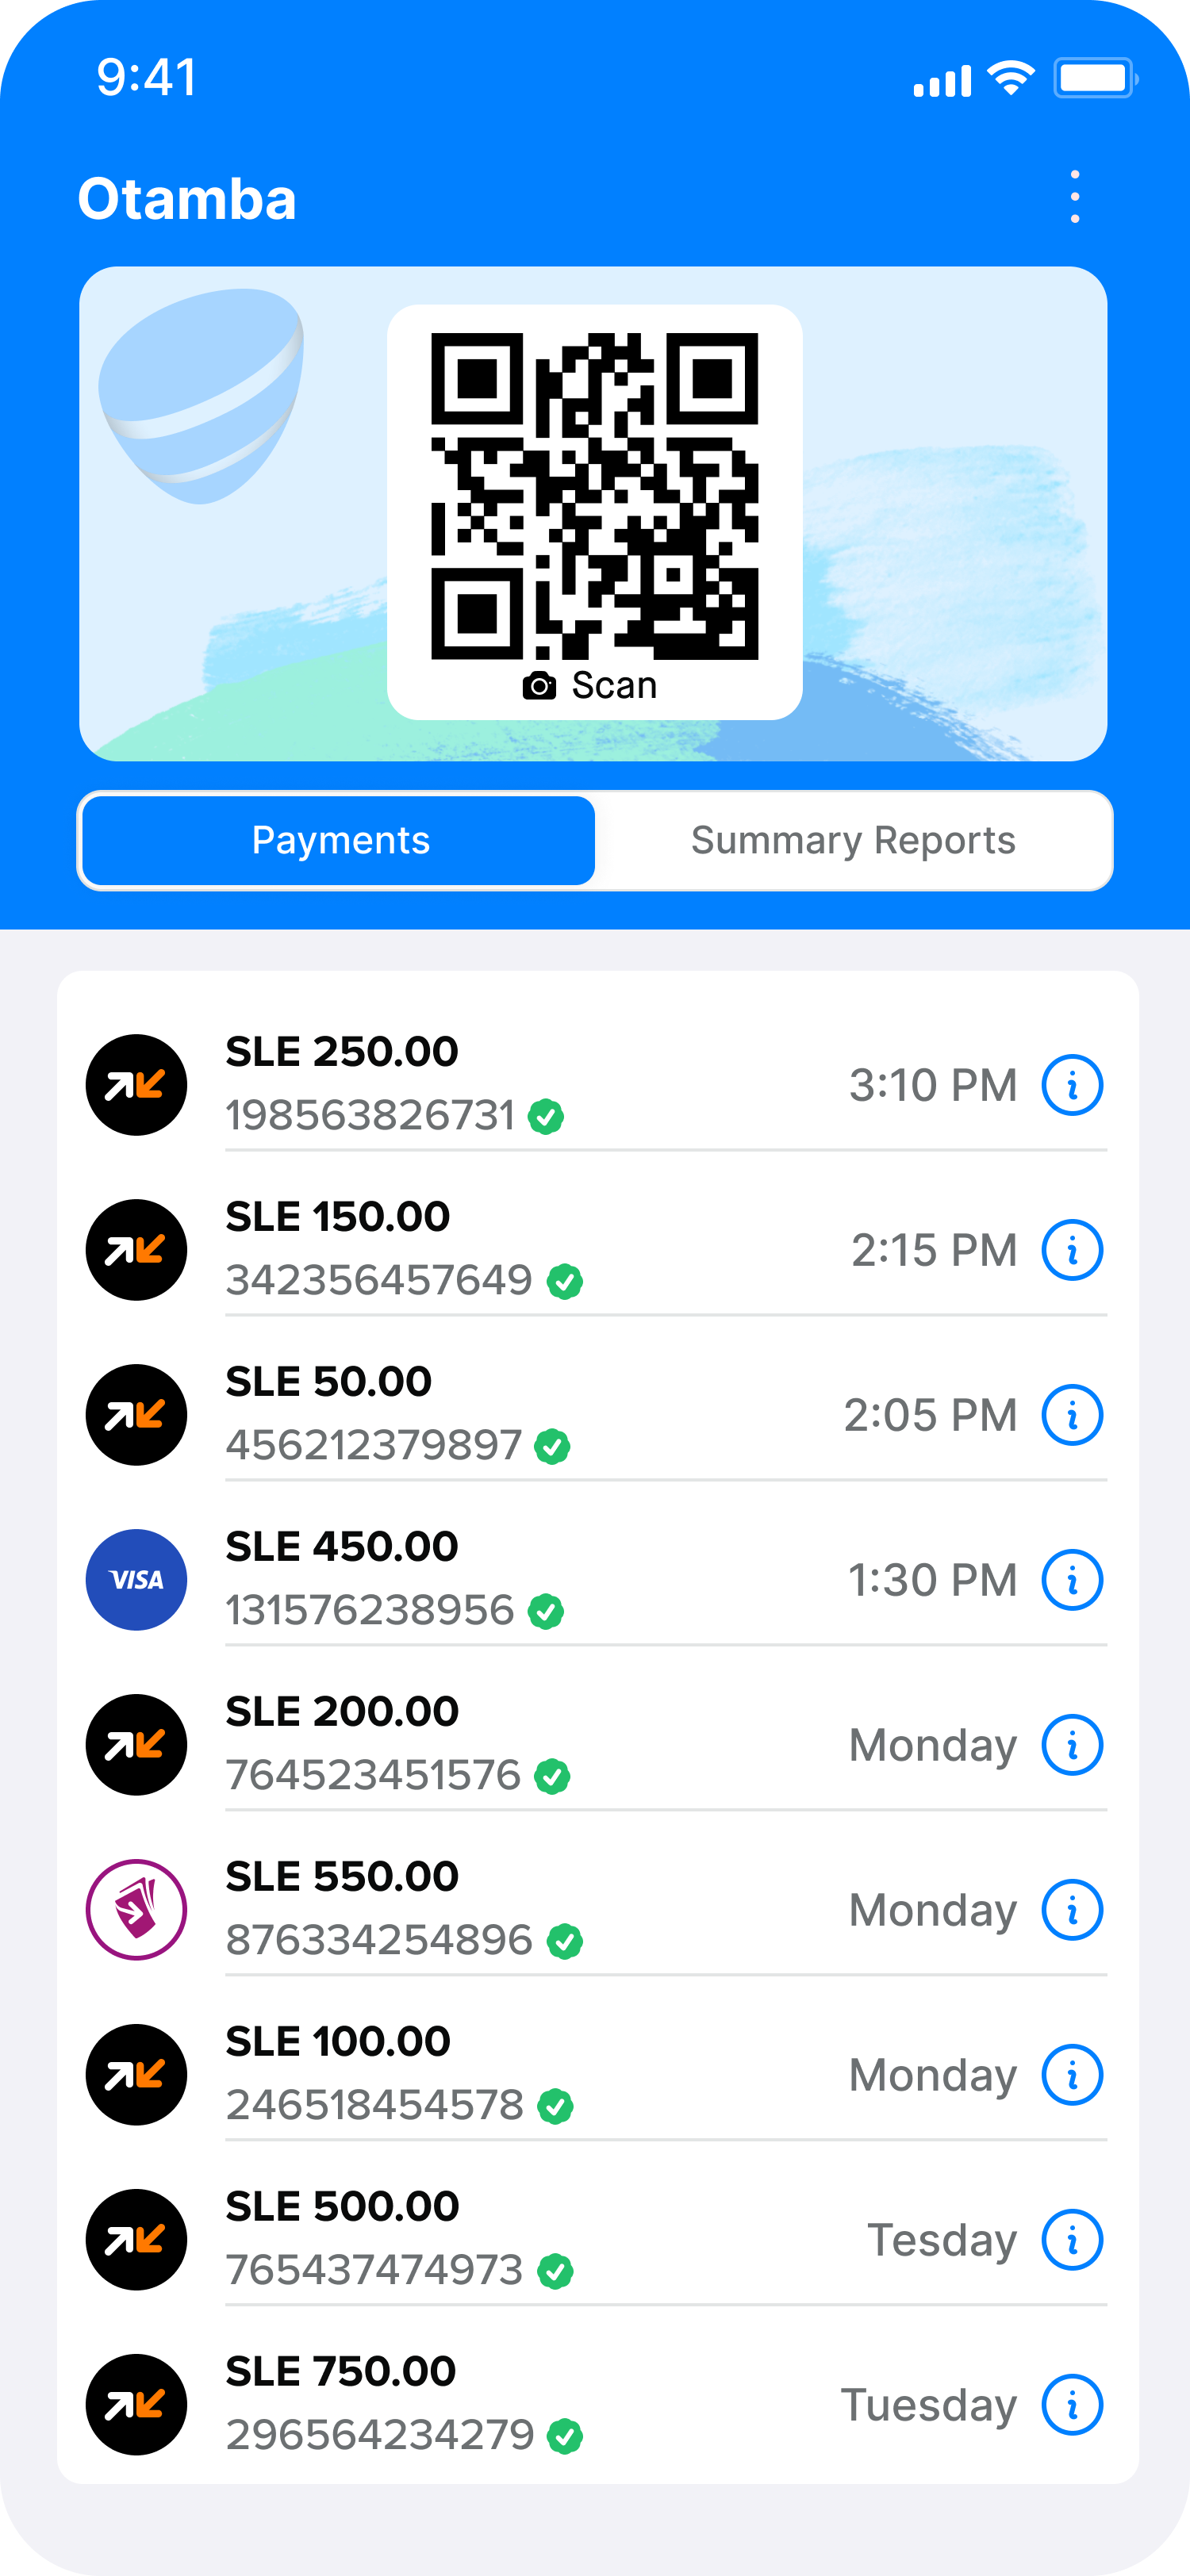 9:41
Otamba
Scan
Payments
Summary Reports
SLE 250.00
198563826731
3:10 PM
SLE 150.00
342356457649
2:15 PM
SLE 50.00
456212379897
2:05 PM
VISA
SLE 450.00
131576238956
1:30 PM
SLE 200.00
764523451576
Monday
SLE 550.00
876334254896
Monday
SLE 100.00
246518454578
Monday
SLE 500.00
765437474973
Tesday
SLE 750.00
296564234279
Tuesday